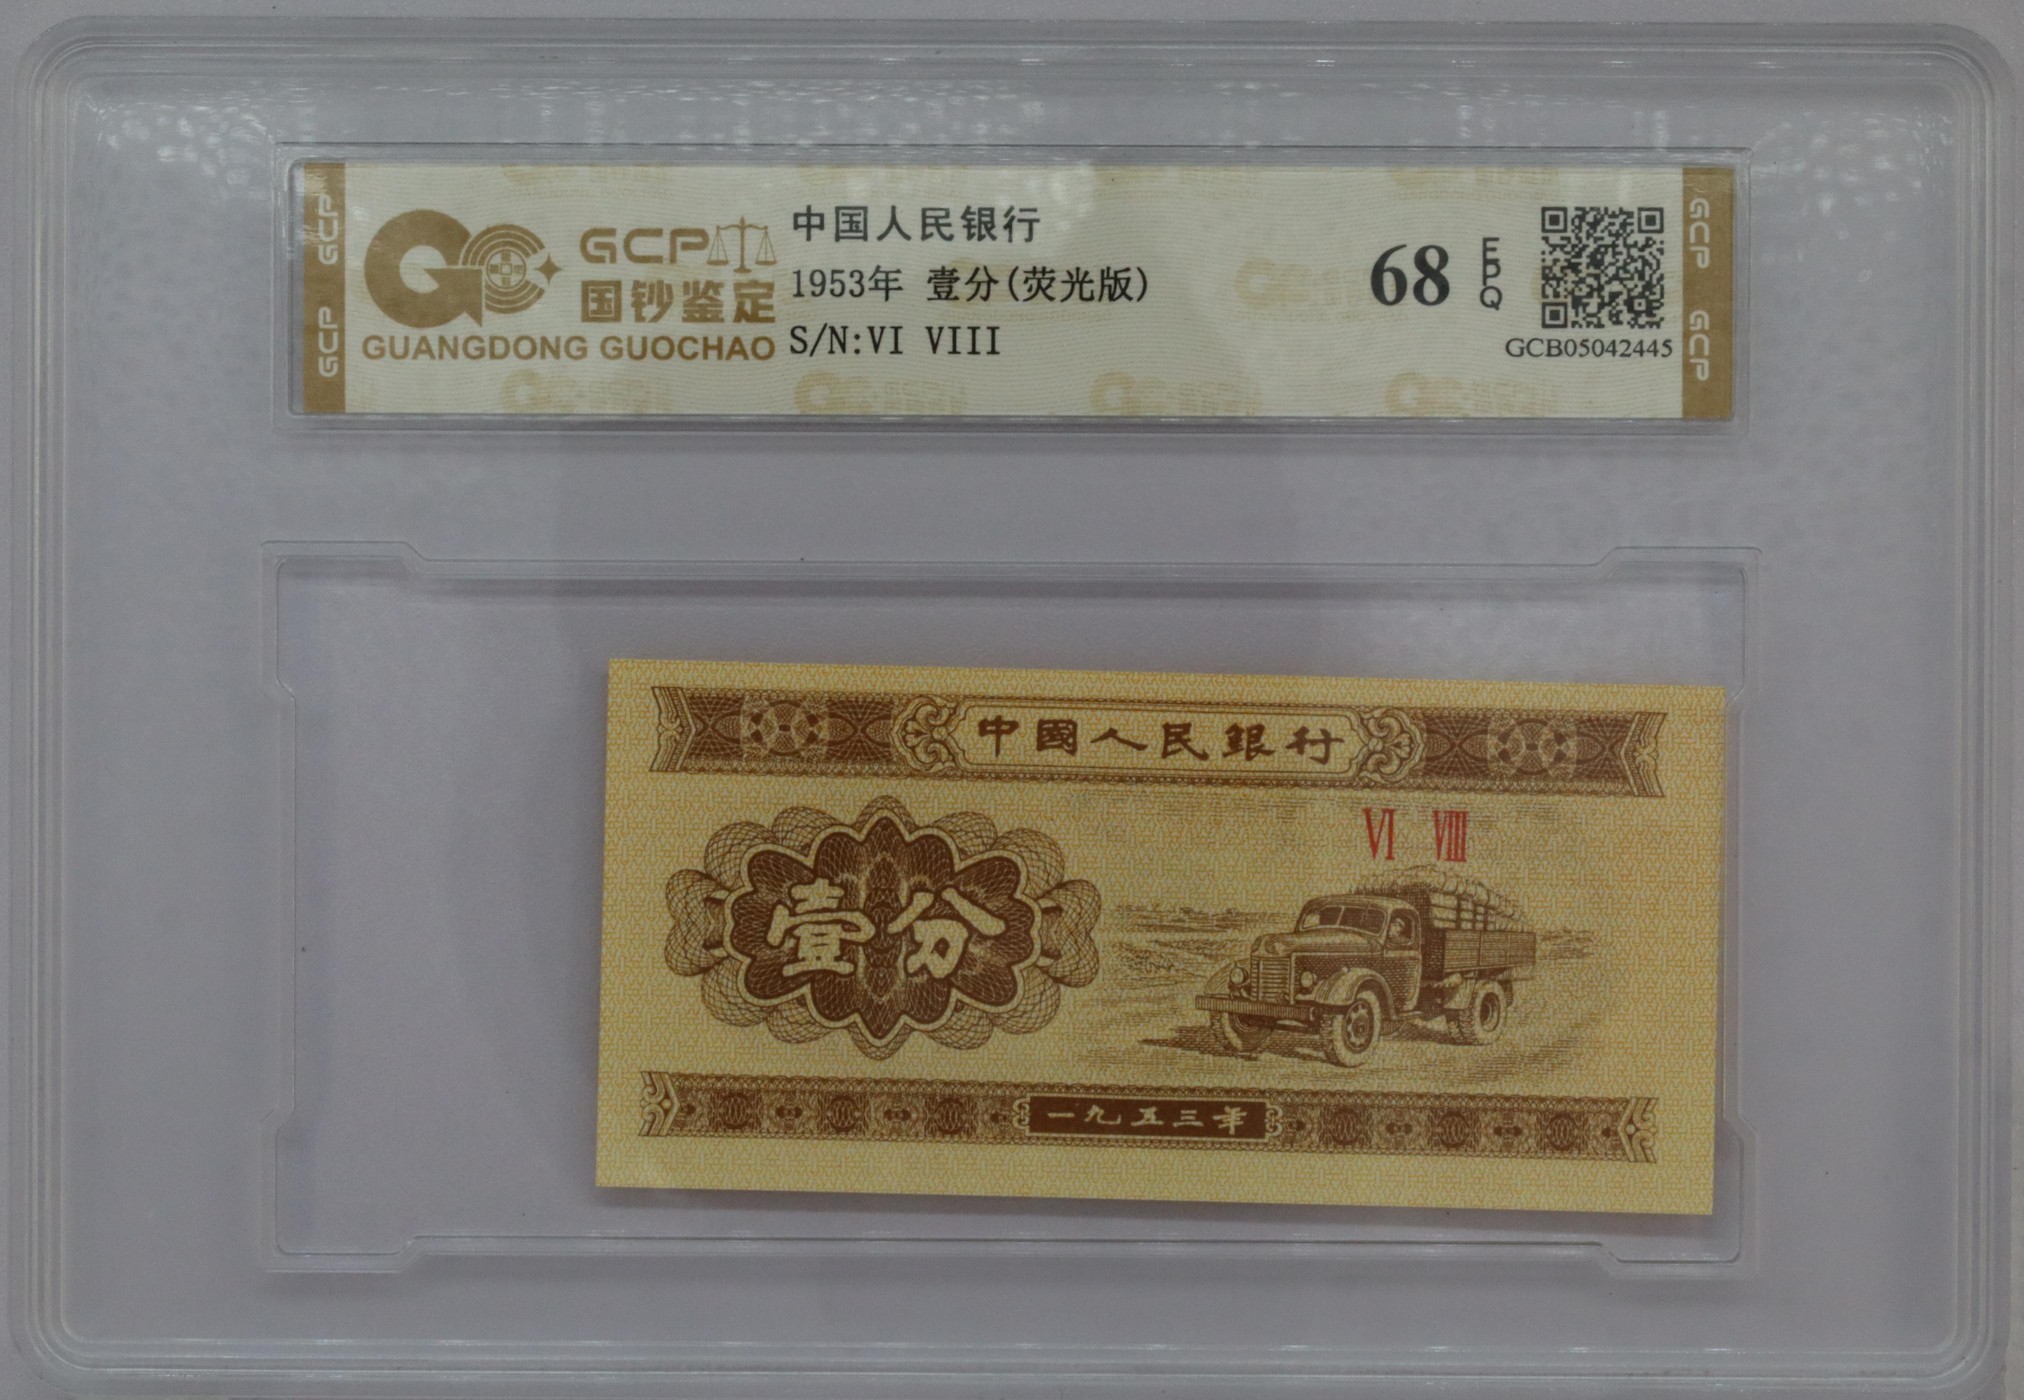 GCP GCP
GCP
国钞鉴定
GUANGDONG GUOCHAO
中国人民银行
1953年 壹分(荧光版)
S/N:VI VIII
68 EPQ
GCB05042445
GCP GCP
中國人民銀行
VI VIII
壹分
一九五三年